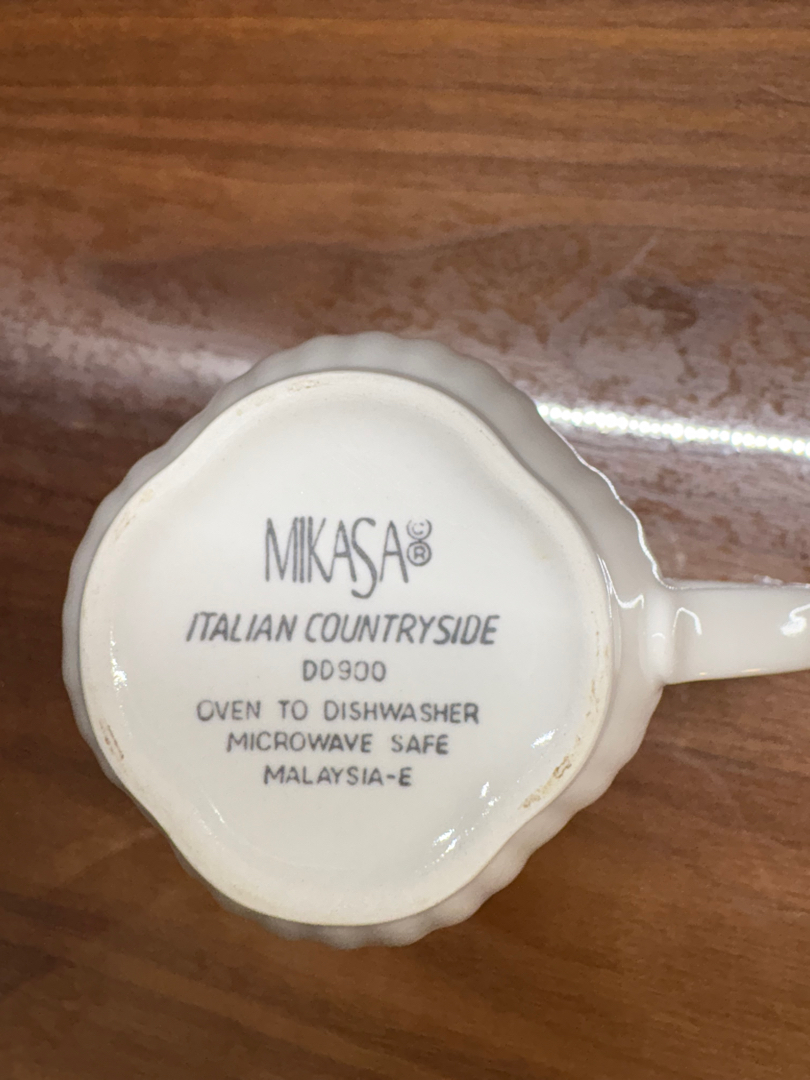 MIKASA ©®
ITALIAN COUNTRYSIDE
DD900
OVEN TO DISHWASHER
MICROWAVE SAFE
MALAYSIA-E